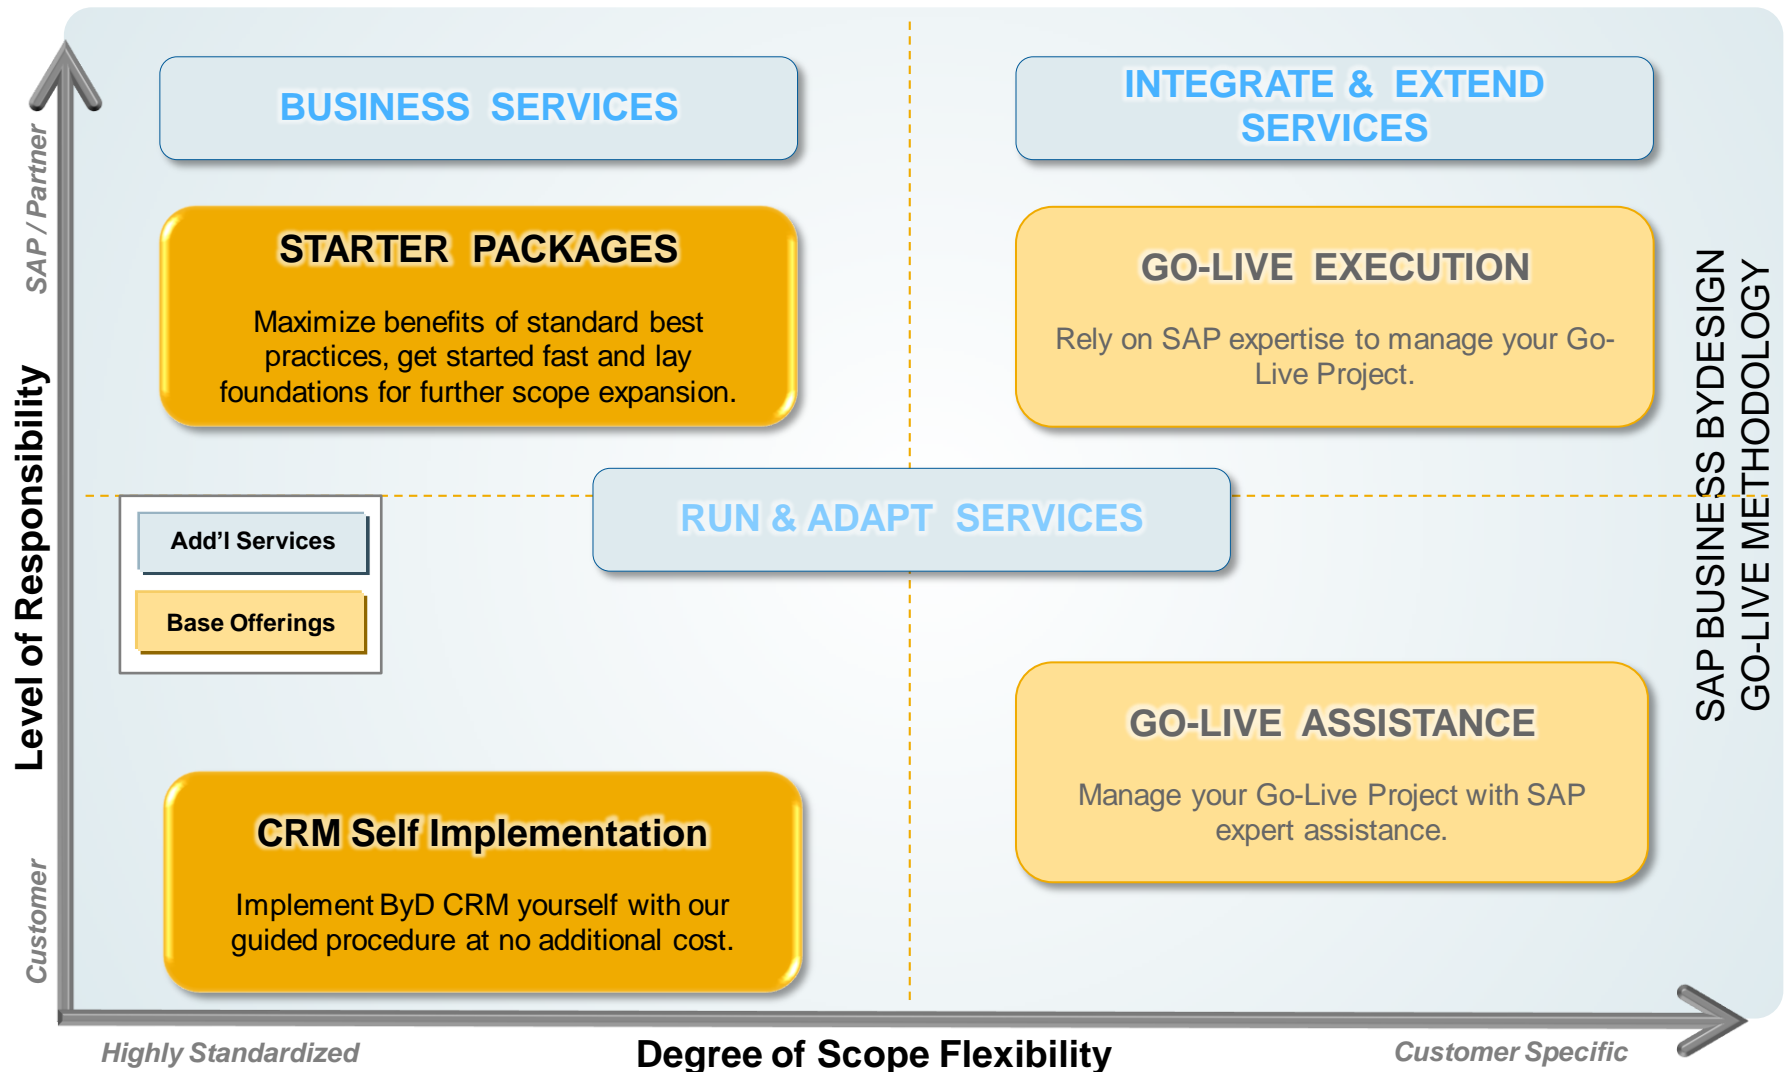 BUSINESS SERVICES
INTEGRATE & EXTEND
SERVICES
SAP / Partner
STARTER PACKAGES
Maximize benefits of standard best
practices, get started fast and lay
foundations for further scope expansion.
GO-LIVE EXECUTION
Rely on SAP expertise to manage your Go-
Live Project.
SAP BUSINESS BYDESIGN
GO-LIVE METHODOLOGY
Level of Responsibility
RUN & ADAPT SERVICES
Add'l Services
Base Offerings
GO-LIVE ASSISTANCE
Manage your Go-Live Project with SAP
expert assistance.
CRM Self Implementation
Implement ByD CRM yourself with our
guided procedure at no additional cost.
Customer
Highly Standardized
Degree of Scope Flexibility
Customer Specific